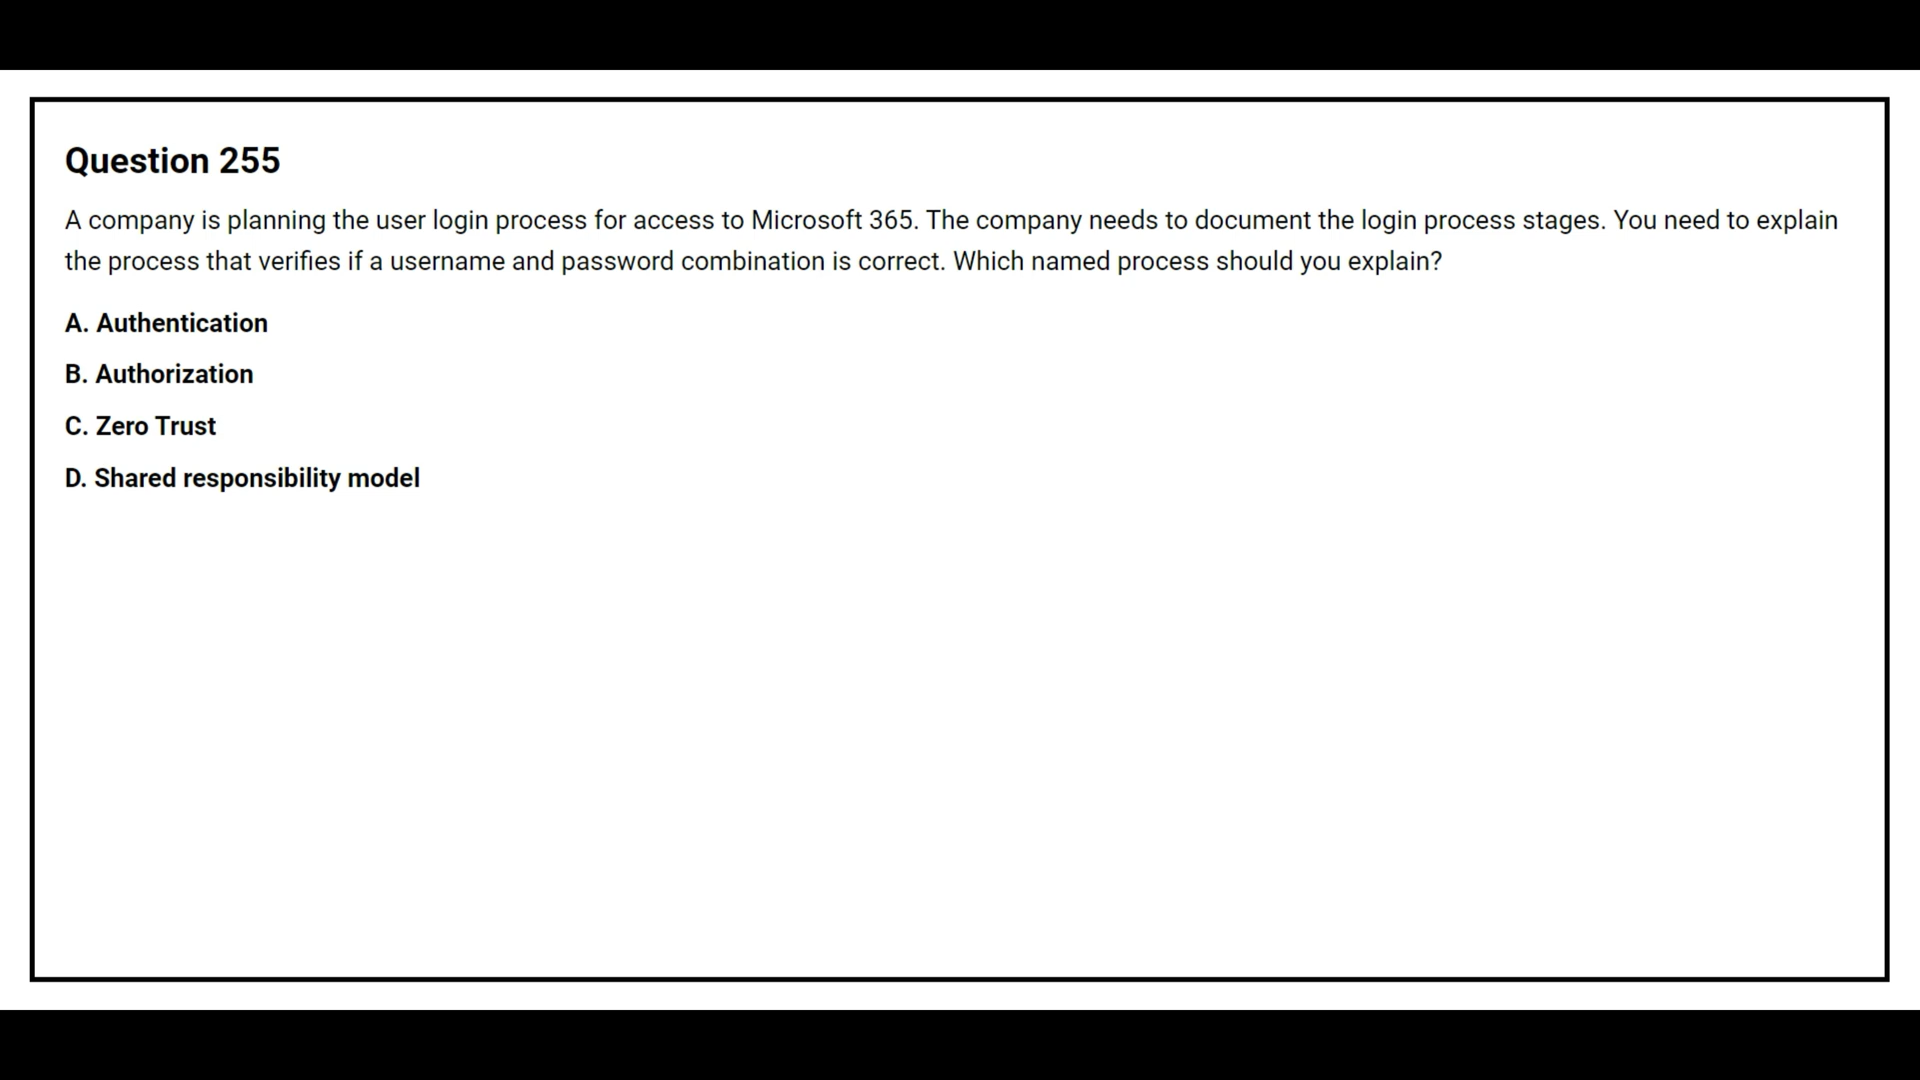 Question 255
A company is planning the user login process for access to Microsoft 365. The company needs to document the login process stages. You need to explain
the process that verifies if a username and password combination is correct. Which named process should you explain?
A. Authentication
B. Authorization
C. Zero Trust
D. Shared responsibility model